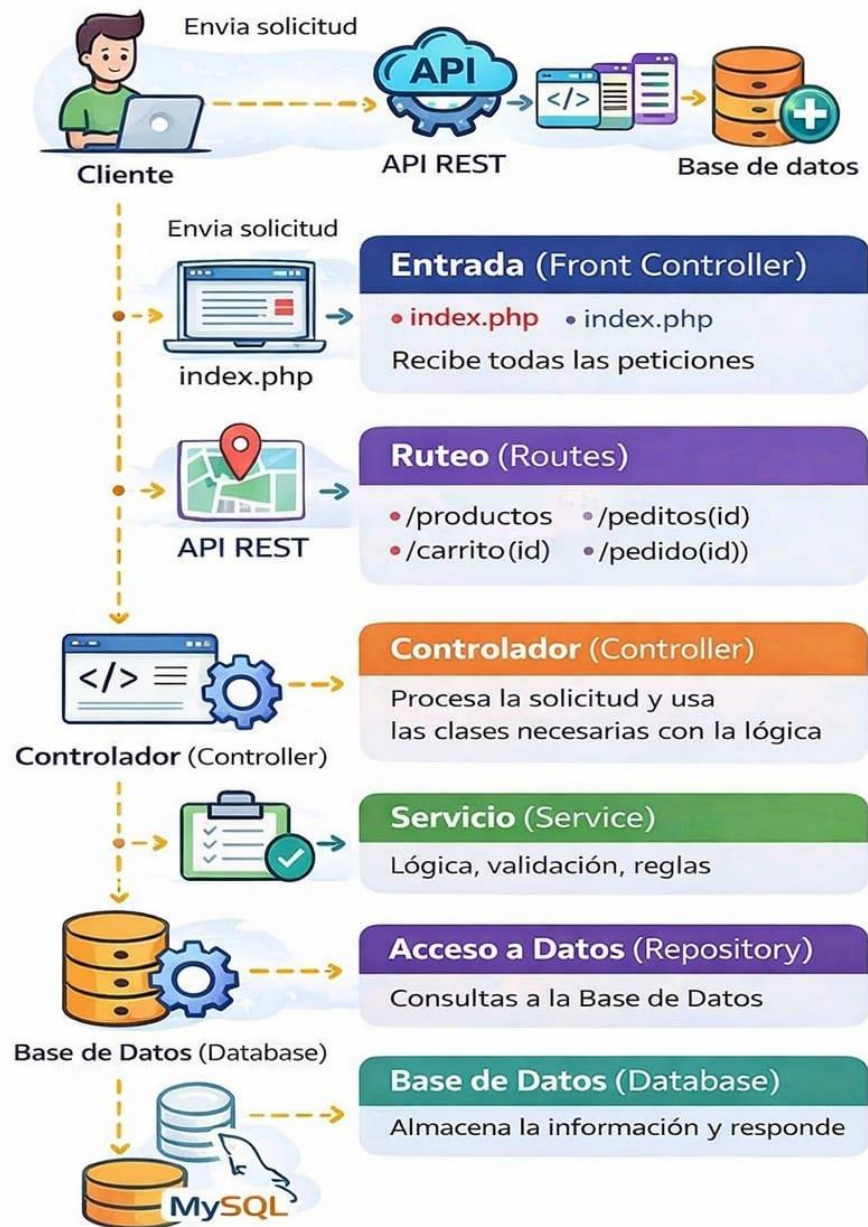 Envia solicitud
API
</>
Cliente
API REST
Base de datos
Envia solicitud
index.php
Entrada (Front Controller)
• index.php • index.php
Recibe todas las peticiones
API REST
Ruteo (Routes)
• /productos • /peditos(id)
• /carrito(id) • /pedido(id))
</>
Controlador (Controller)
Controlador (Controller)
Procesa la solicitud y usa
las clases necesarias con la lógica
Servicio (Service)
Lógica, validación, reglas
Base de Datos (Database)
Acceso a Datos (Repository)
Consultas a la Base de Datos
MySQL
Base de Datos (Database)
Almacena la información y responde